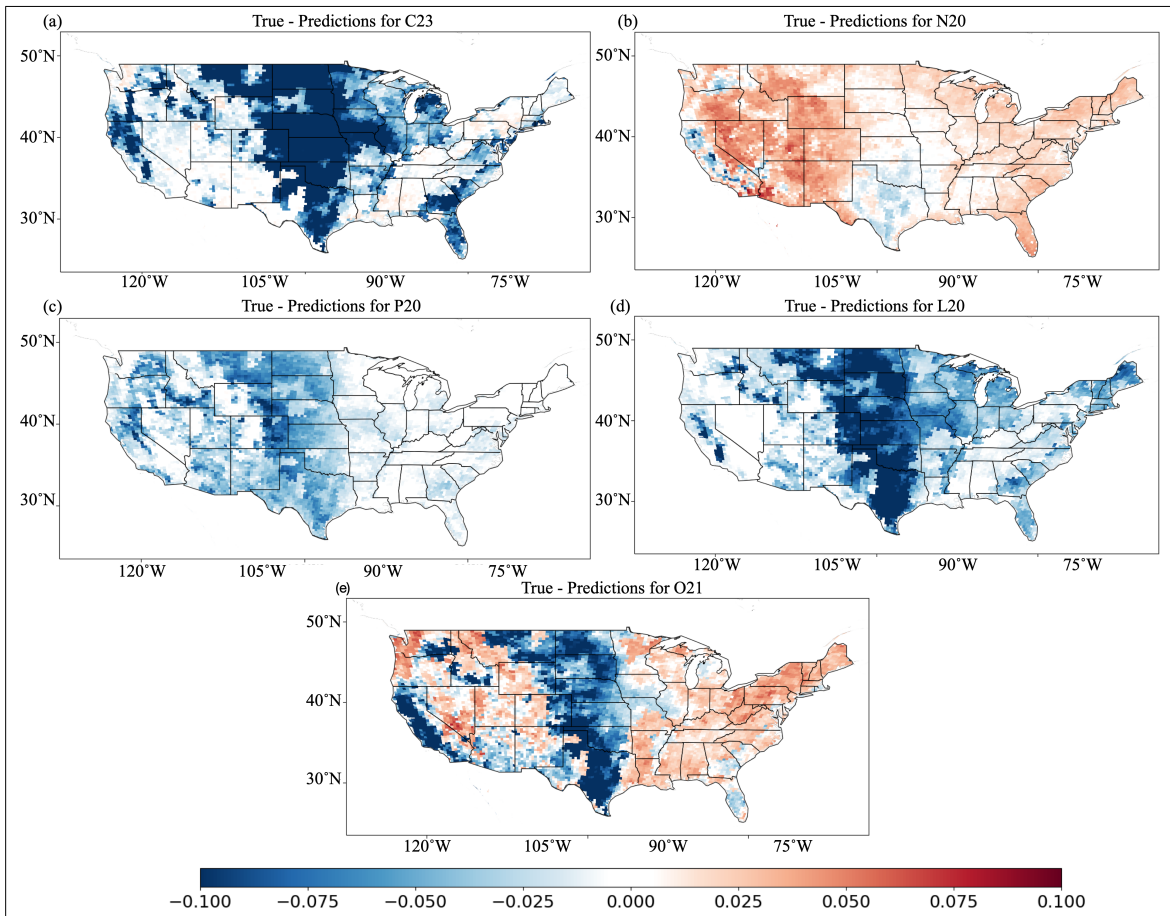 (a) True - Predictions for C23
(b) True - Predictions for N20
50°N
40°N
30°N
120°W 105°W 90°W 75°W
50°N
40°N
30°N
120°W 105°W 90°W 75°W
(c) True - Predictions for P20
(d) True - Predictions for L20
50°N
40°N
30°N
120°W 105°W 90°W 75°W
50°N
40°N
30°N
120°W 105°W 90°W 75°W
(e) True - Predictions for O21
50°N
40°N
30°N
120°W 105°W 90°W 75°W
−0.100 −0.075 −0.050 −0.025 0.000 0.025 0.050 0.075 0.100